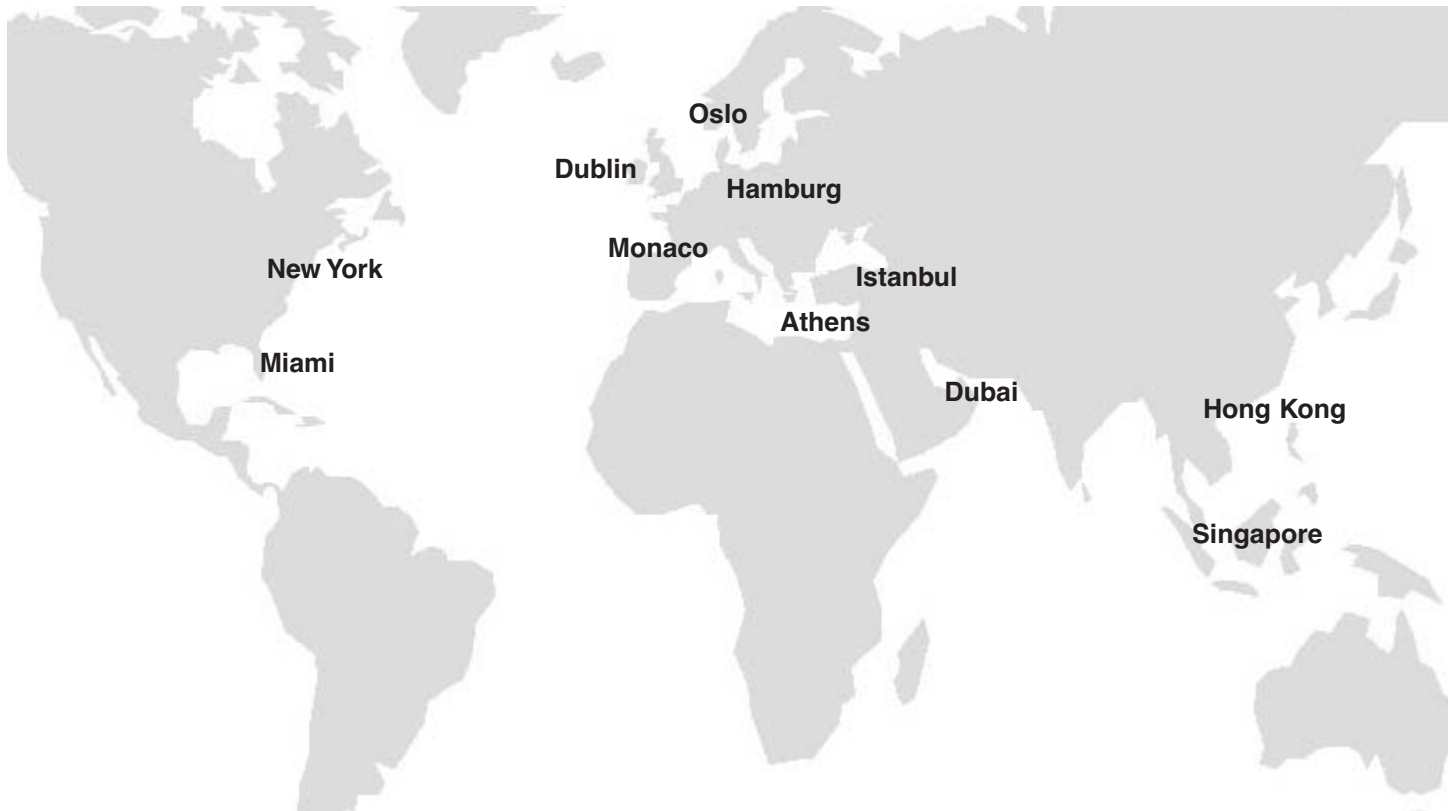 Oslo
Dublin
Hamburg
Monaco
New York
Istanbul
Athens
Miami
Dubai
Hong Kong
Singapore